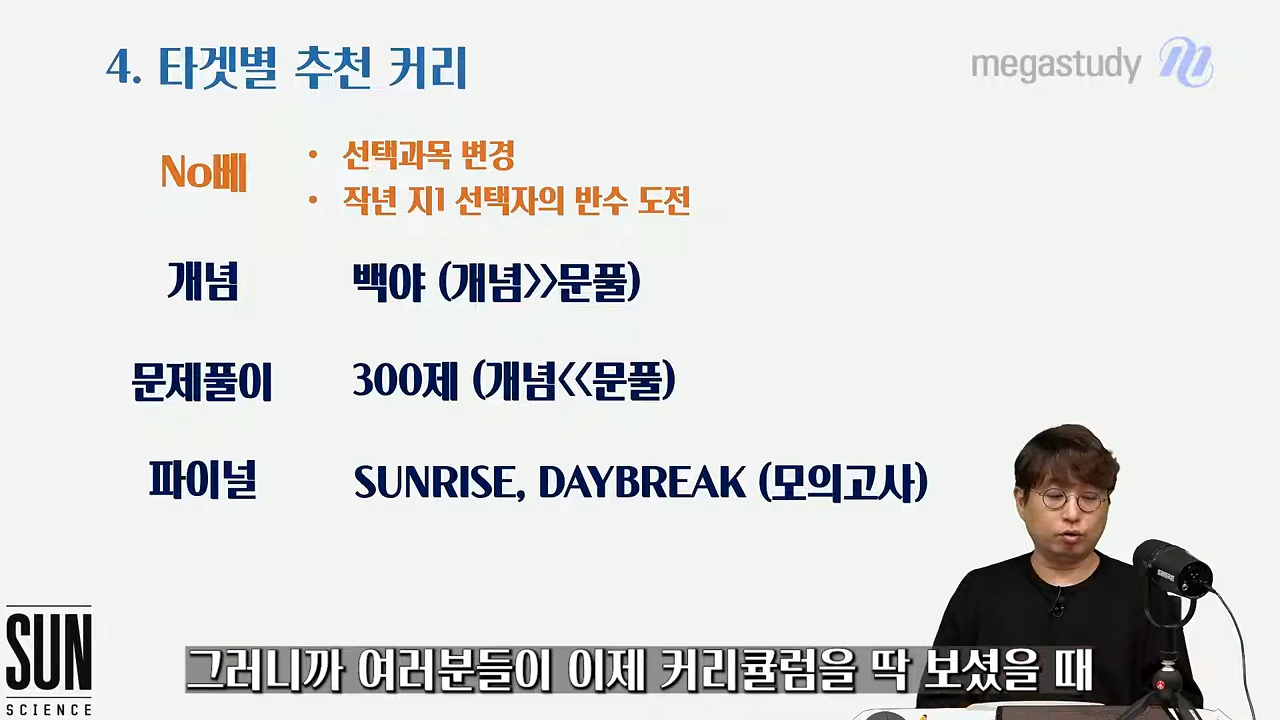 4. 타겟별 추천 커리
megastudy
No베
• 선택과목 변경
• 작년 지1 선택자의 반수 도전
개념 백야 (개념>>문풀)
문제풀이 300제 (개념<<문풀)
파이널 SUNRISE, DAYBREAK (모의고사)
SUN
SCIENCE
그러니까 여러분들이 이제 커리큘럼을 딱 보셨을 때